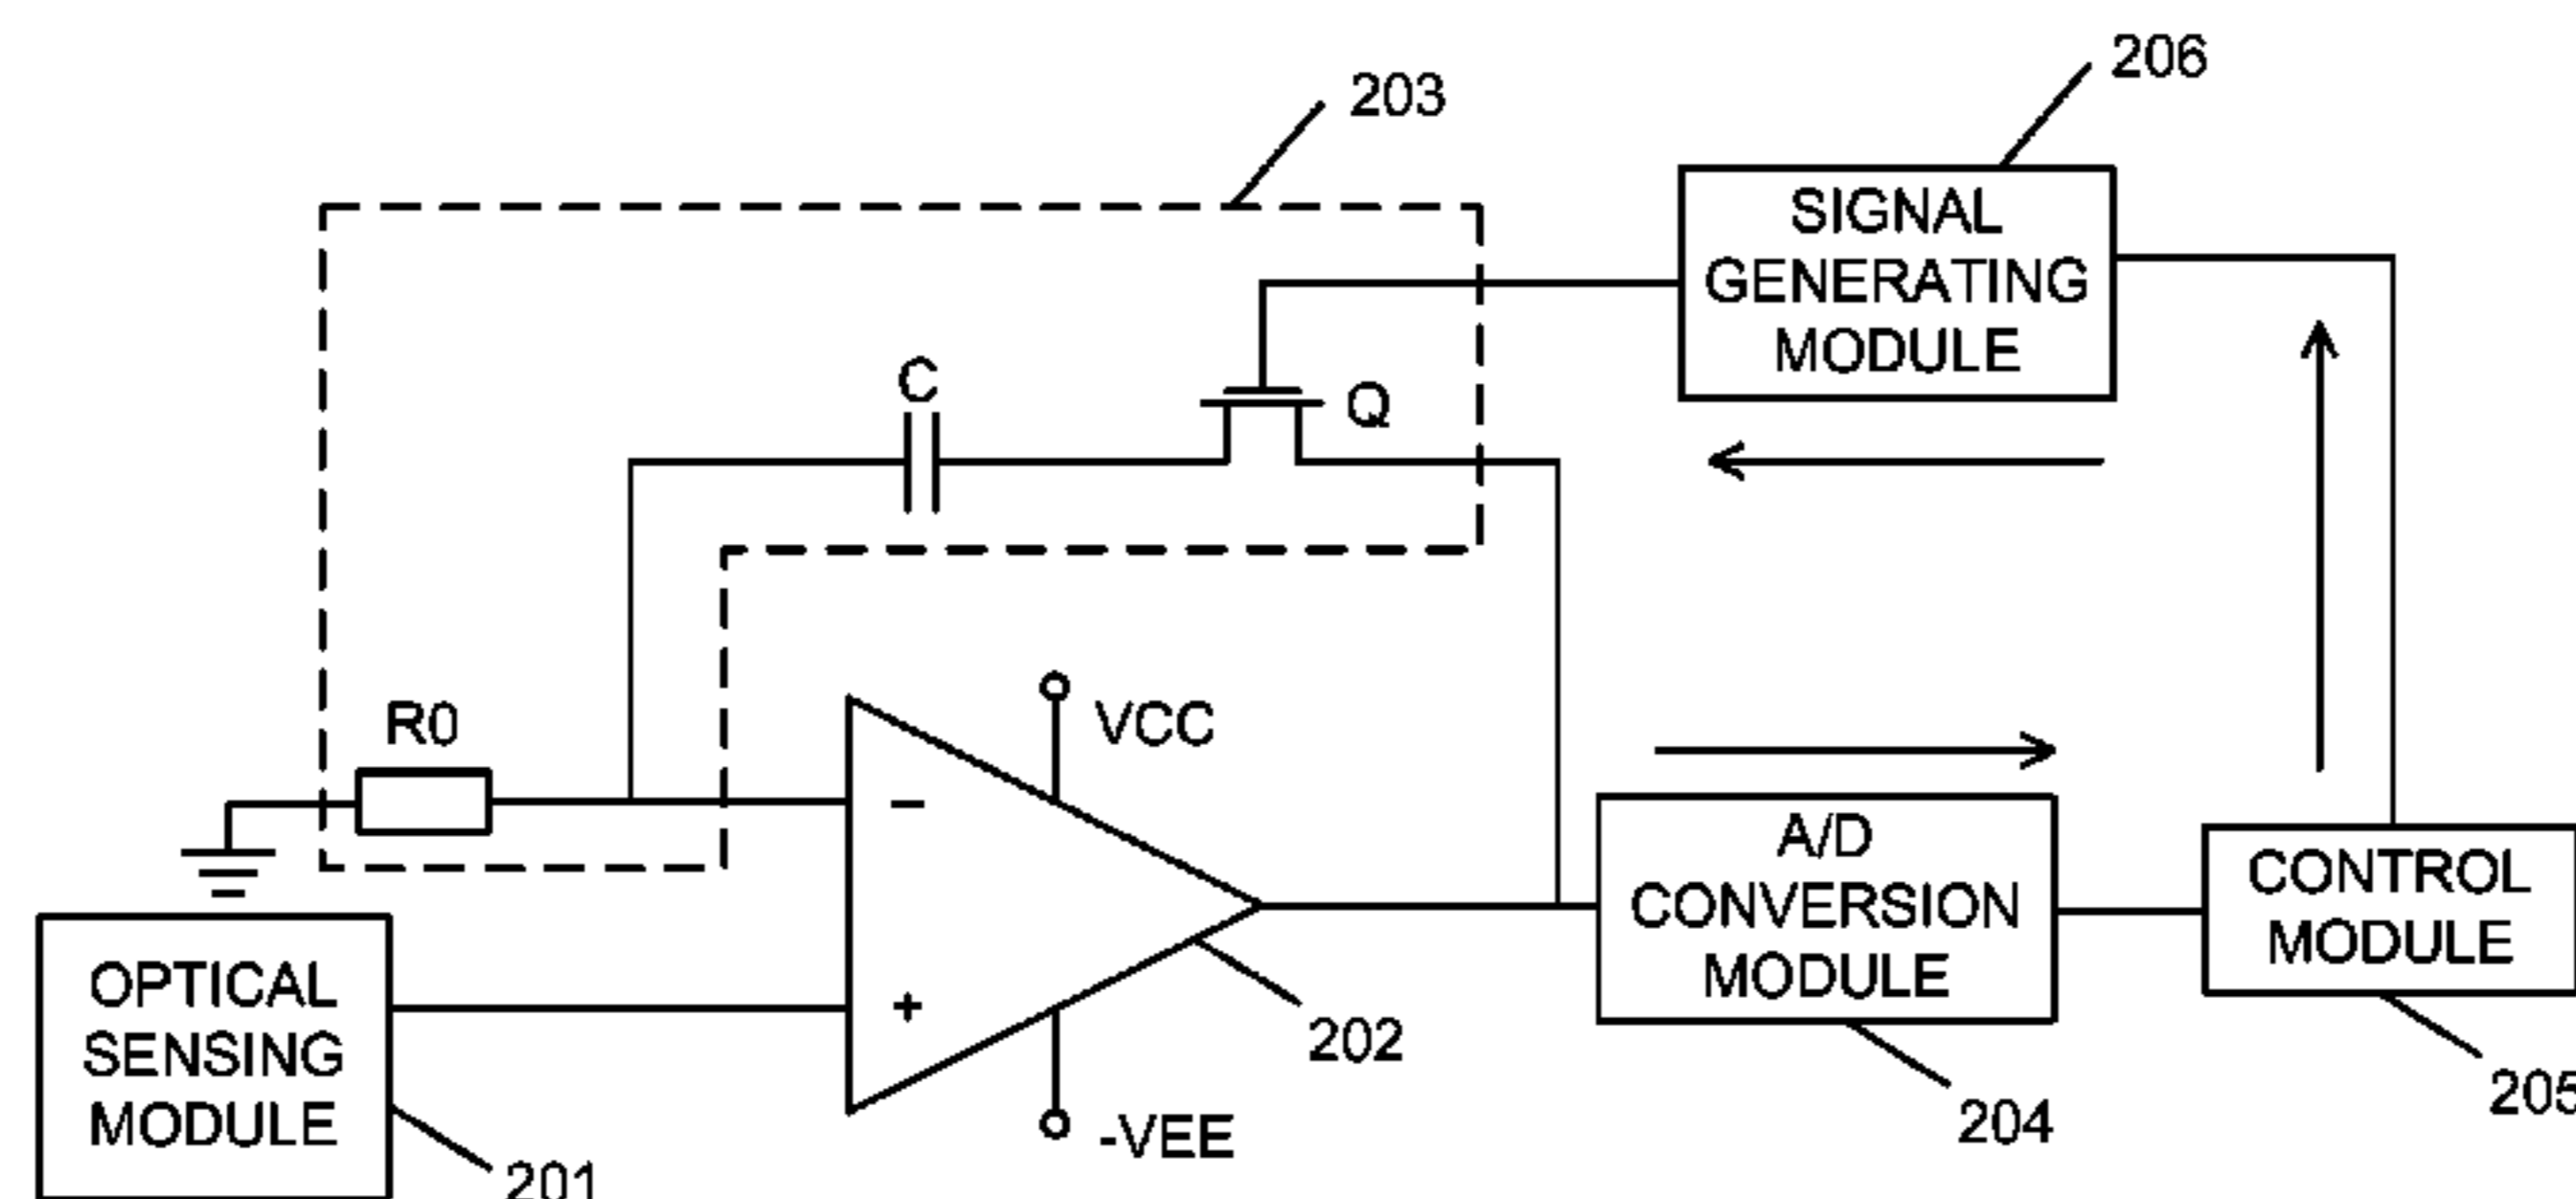 206
203
SIGNAL
GENERATING
MODULE
C
Q
R0
VCC
−
+
A/D
CONVERSION
MODULE
CONTROL
MODULE
OPTICAL
SENSING
MODULE
202
-VEE
204
205
201